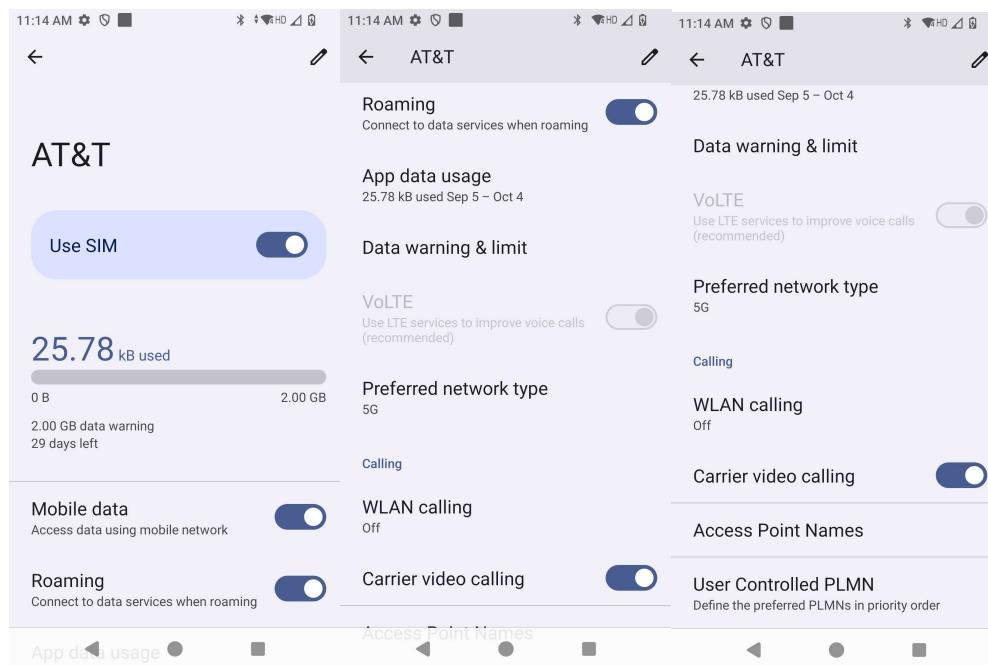 11:14 AM
HD
AT&T
Use SIM
25.78 kB used
0 B 2.00 GB
2.00 GB data warning
29 days left
Mobile data
Access data using mobile network
Roaming
Connect to data services when roaming
App data usage
11:14 AM
HD
AT&T
Roaming
Connect to data services when roaming
App data usage
25.78 kB used Sep 5 – Oct 4
Data warning & limit
VoLTE
Use LTE services to improve voice calls
(recommended)
Preferred network type
5G
Calling
WLAN calling
Off
Carrier video calling
Access Point Names
11:14 AM
HD
AT&T
25.78 kB used Sep 5 – Oct 4
Data warning & limit
VoLTE
Use LTE services to improve voice calls
(recommended)
Preferred network type
5G
Calling
WLAN calling
Off
Carrier video calling
Access Point Names
User Controlled PLMN
Define the preferred PLMNs in priority order